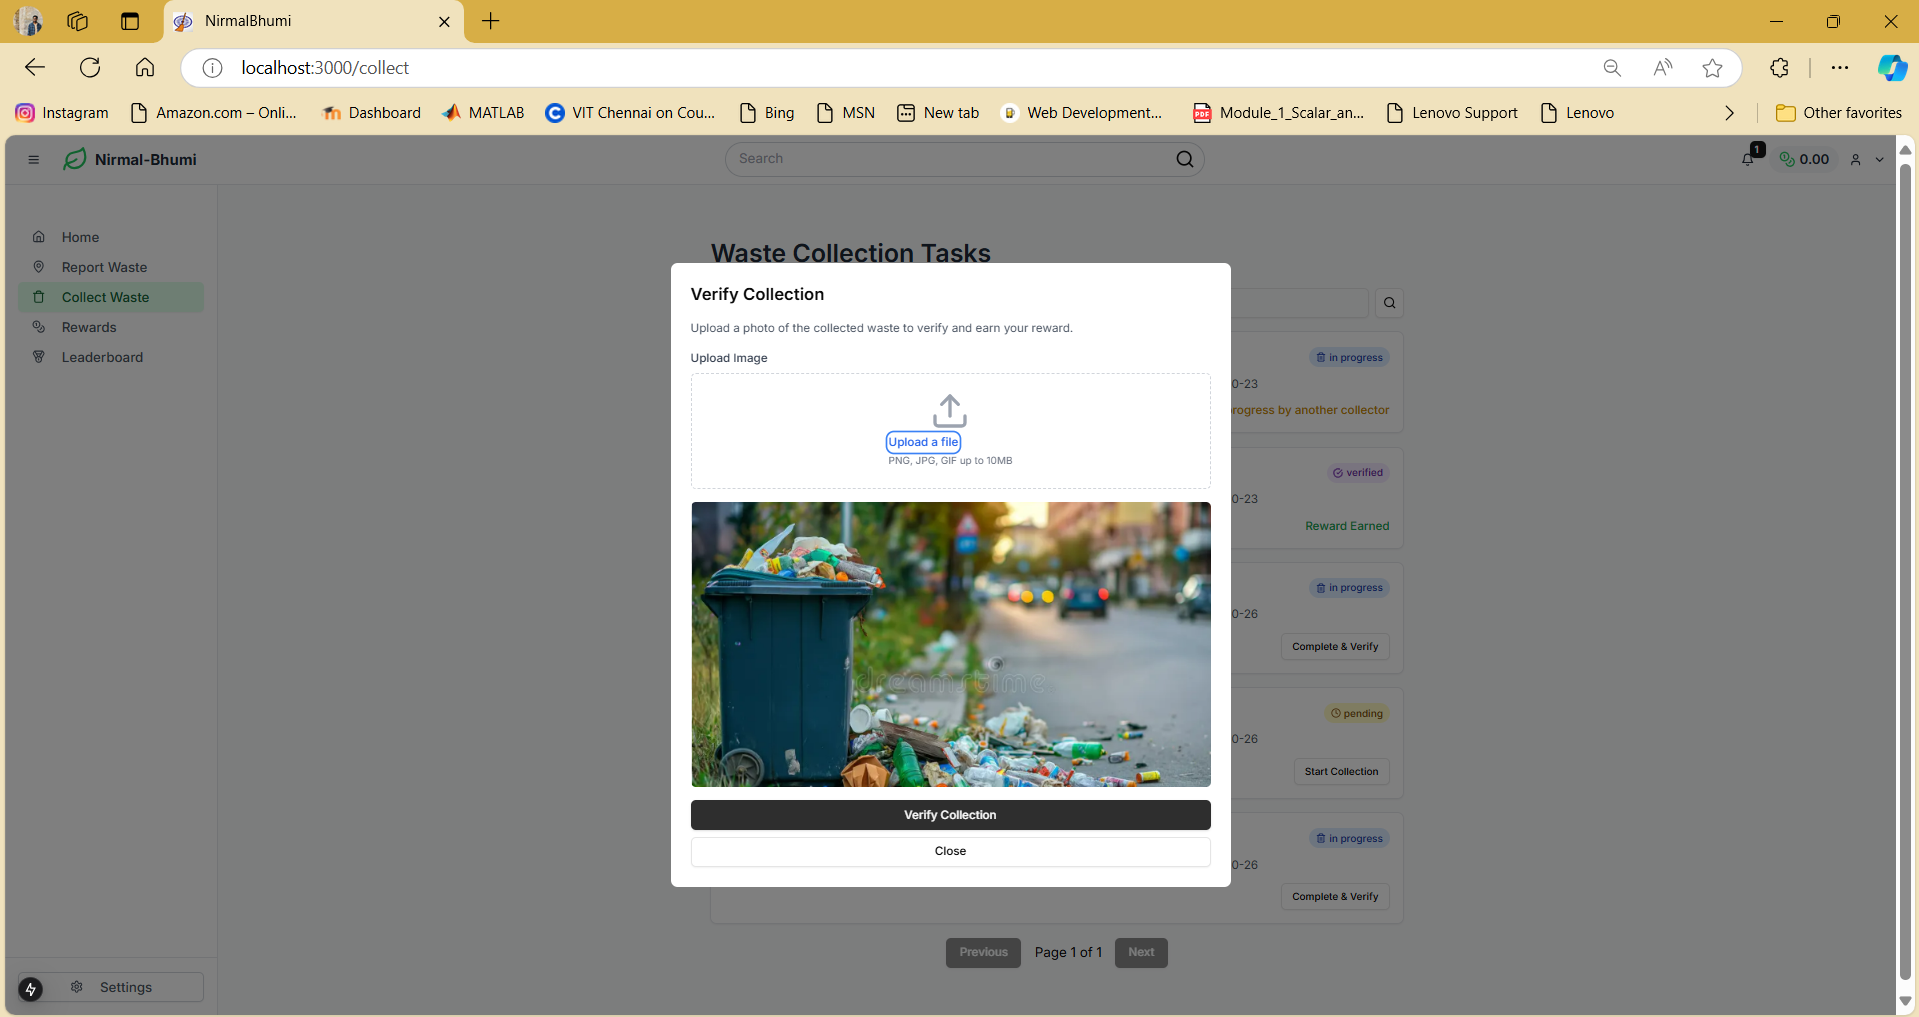 NirmalBhumi
localhost:3000/collect
Instagram
Amazon.com – Onli...
Dashboard
MATLAB
VIT Chennai on Cou...
Bing
MSN
New tab
Web Development...
Module_1_Scalar_an...
Lenovo Support
Lenovo
Other favorites
Nirmal-Bhumi
Search
1
0.00
Home
Report Waste
Collect Waste
Rewards
Leaderboard
Settings
Waste Collection Tasks
Verify Collection
Upload a photo of the collected waste to verify and earn your reward.
Upload Image
Upload a file
PNG, JPG, GIF up to 10MB
dreamstime
Verify Collection
Close
in progress
0-23
rogress by another collector
verified
0-23
Reward Earned
in progress
0-26
Complete & Verify
pending
0-26
Start Collection
in progress
0-26
Complete & Verify
Previous
Page 1 of 1
Next